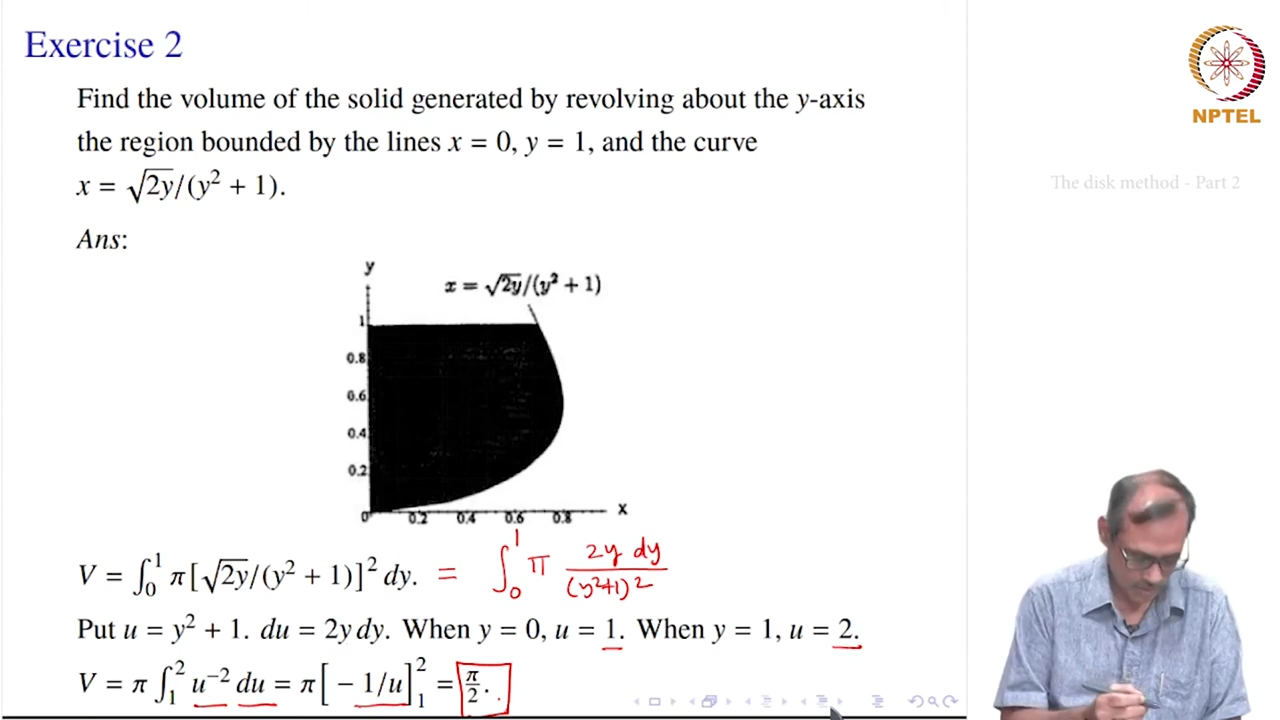 Exercise 2
NPTEL
Find the volume of the solid generated by revolving about the y-axis
the region bounded by the lines x = 0, y = 1, and the curve
x = √2y/(y² + 1).
The disk method - Part 2
Ans:
y
x = √2y/(y² + 1)
1
0.8
0.6
0.4
0.2
0 0.2 0.4 0.6 0.8 x
V = ∫₀¹ π[√2y/(y² + 1)]² dy. = ∫₀¹ π 2y dy/(y²+1)²
Put u = y² + 1. du = 2y dy. When y = 0, u = 1. When y = 1, u = 2.
V = π ∫₁² u⁻² du = π[ − 1/u]₁² = π/2.